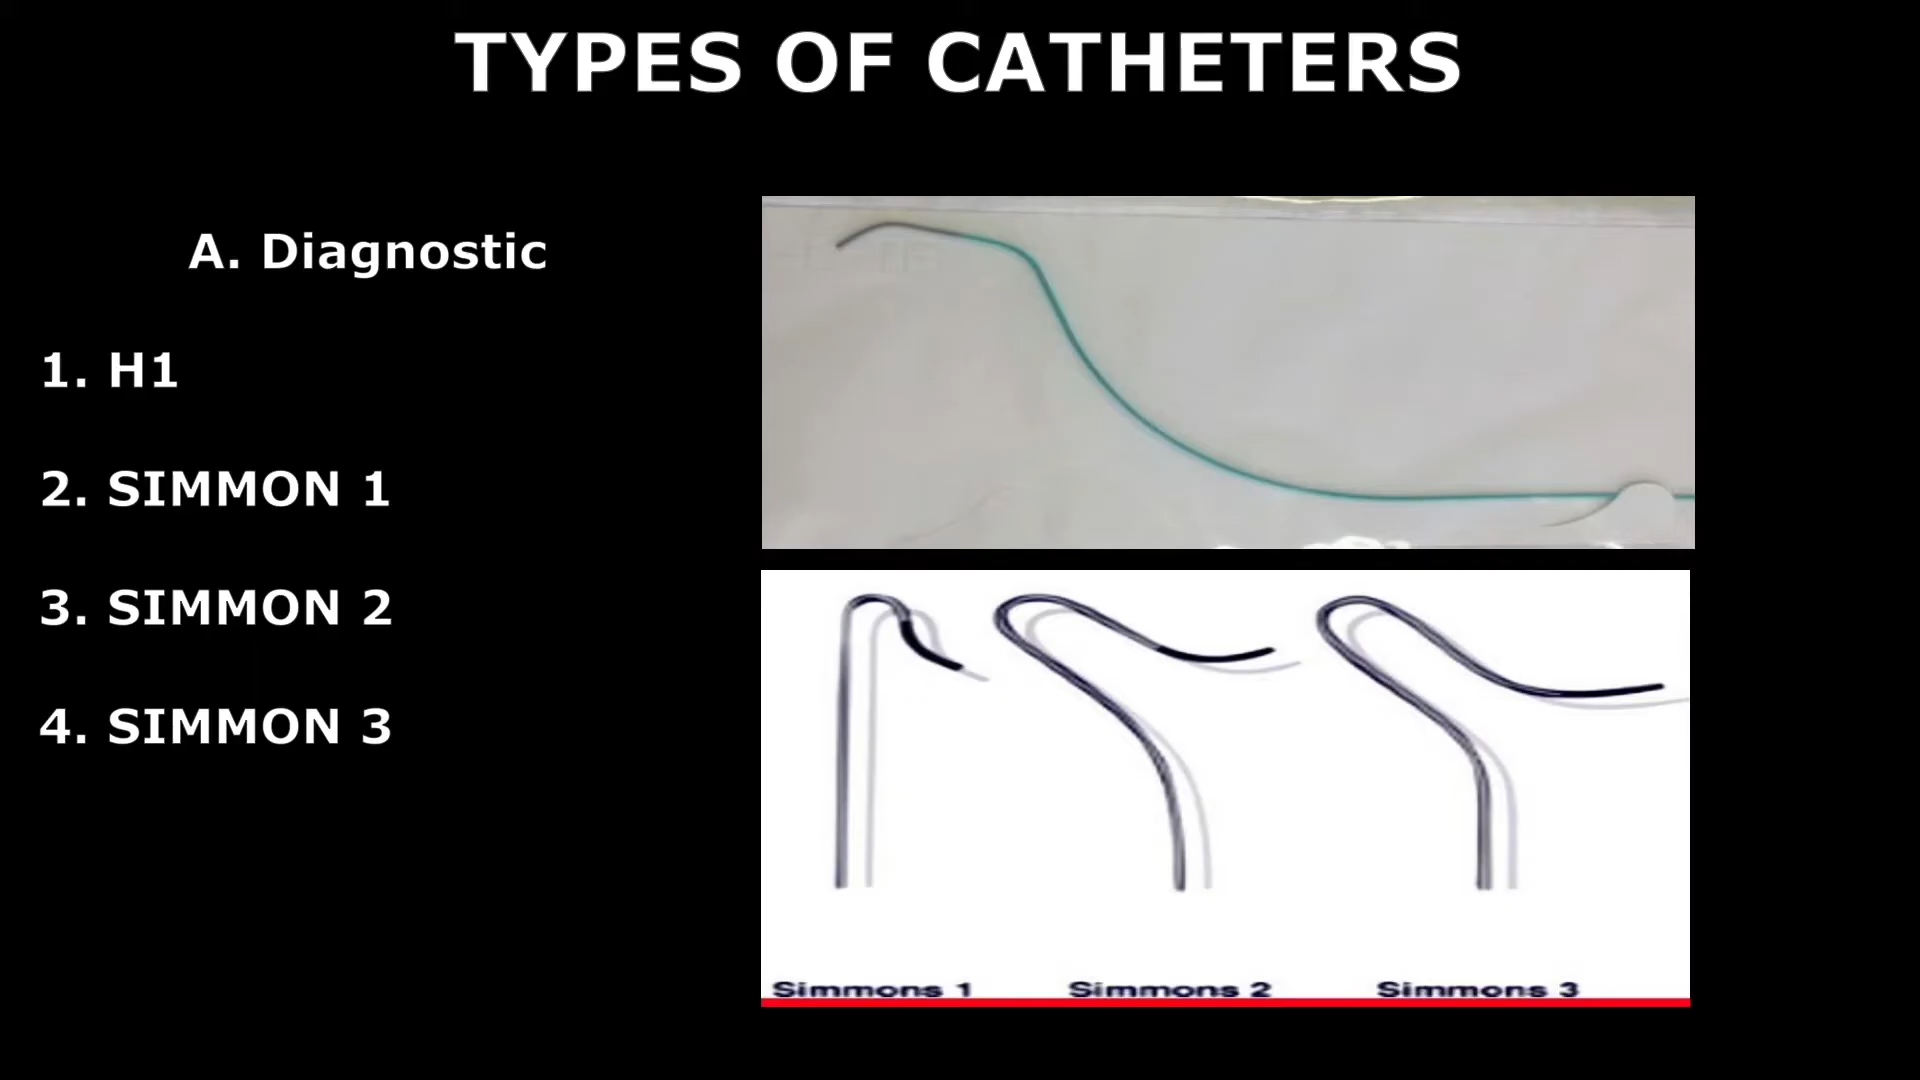 TYPES OF CATHETERS
A. Diagnostic
1. H1
2. SIMMON 1
3. SIMMON 2
4. SIMMON 3
Simmons 1
Simmons 2
Simmons 3